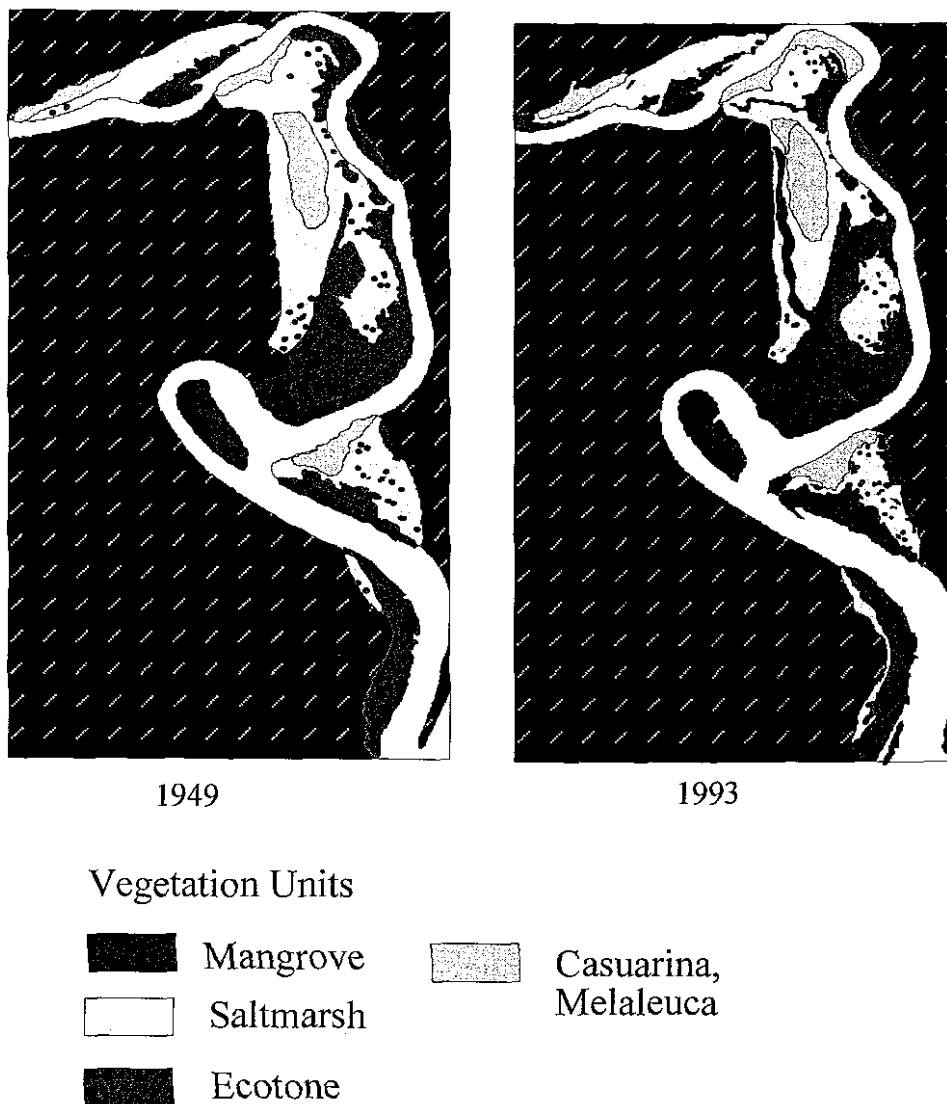 1949
1993
Vegetation Units
Mangrove
Saltmarsh
Ecotone
Casuarina,
Melaleuca